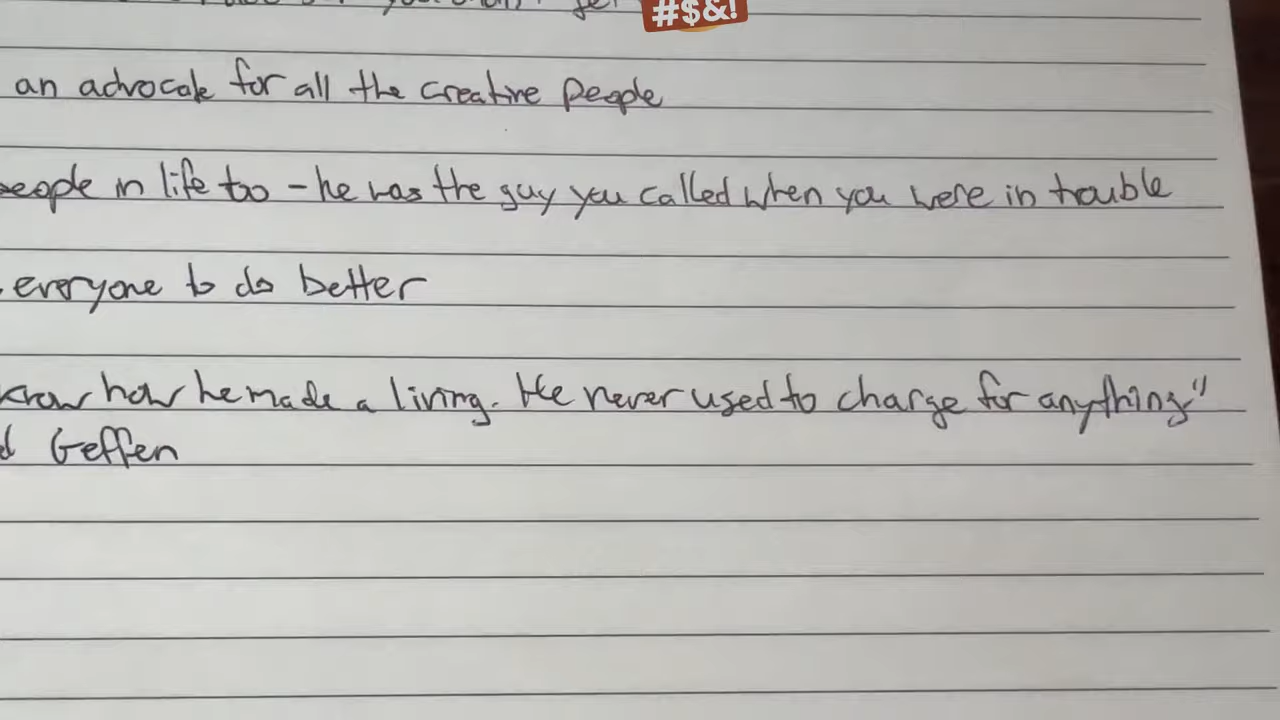 #$&!
an advocate for all the creative people
people in life too - he was the guy you called when you were in trouble
everyone to do better
know how he made a living. He never used to charge for anything"
Geffen